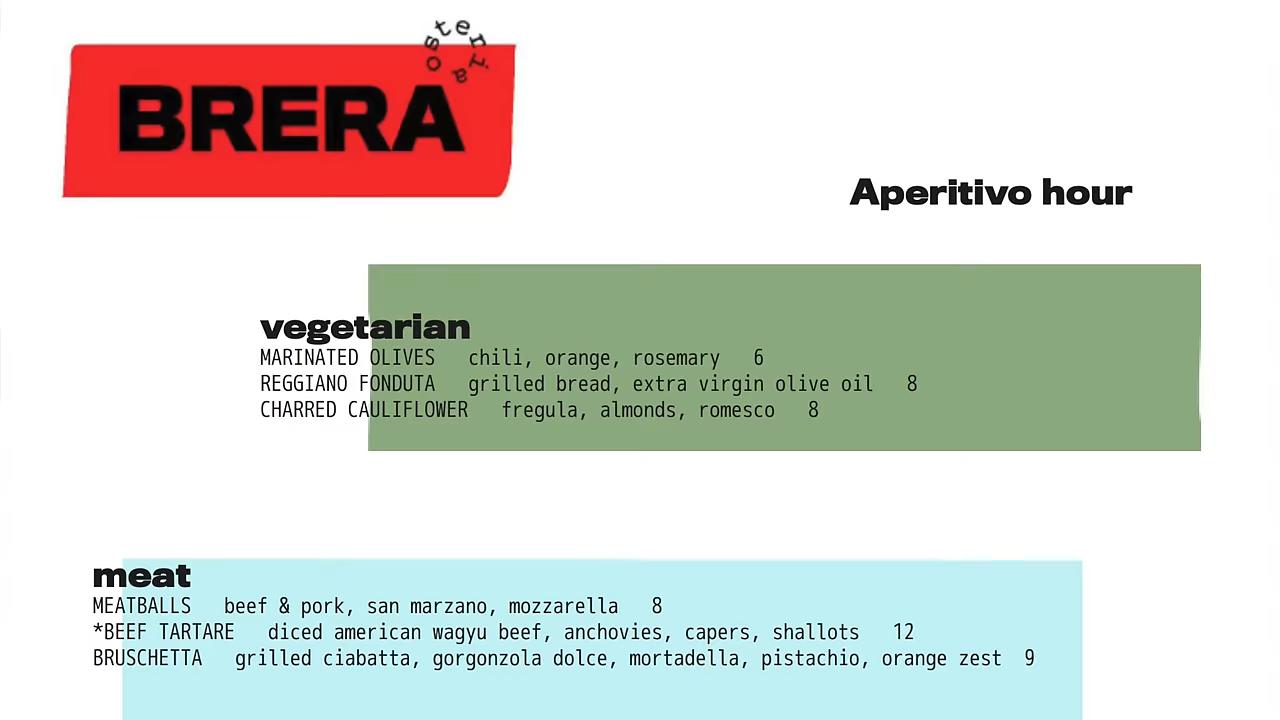 osteria
BRERA
Aperitivo hour
vegetarian
MARINATED OLIVES chili, orange, rosemary 6
REGGIANO FONDUTA grilled bread, extra virgin olive oil 8
CHARRED CAULIFLOWER fregula, almonds, romesco 8
meat
MEATBALLS beef & pork, san marzano, mozzarella 8
*BEEF TARTARE diced american wagyu beef, anchovies, capers, shallots 12
BRUSCHETTA grilled ciabatta, gorgonzola dolce, mortadella, pistachio, orange zest 9